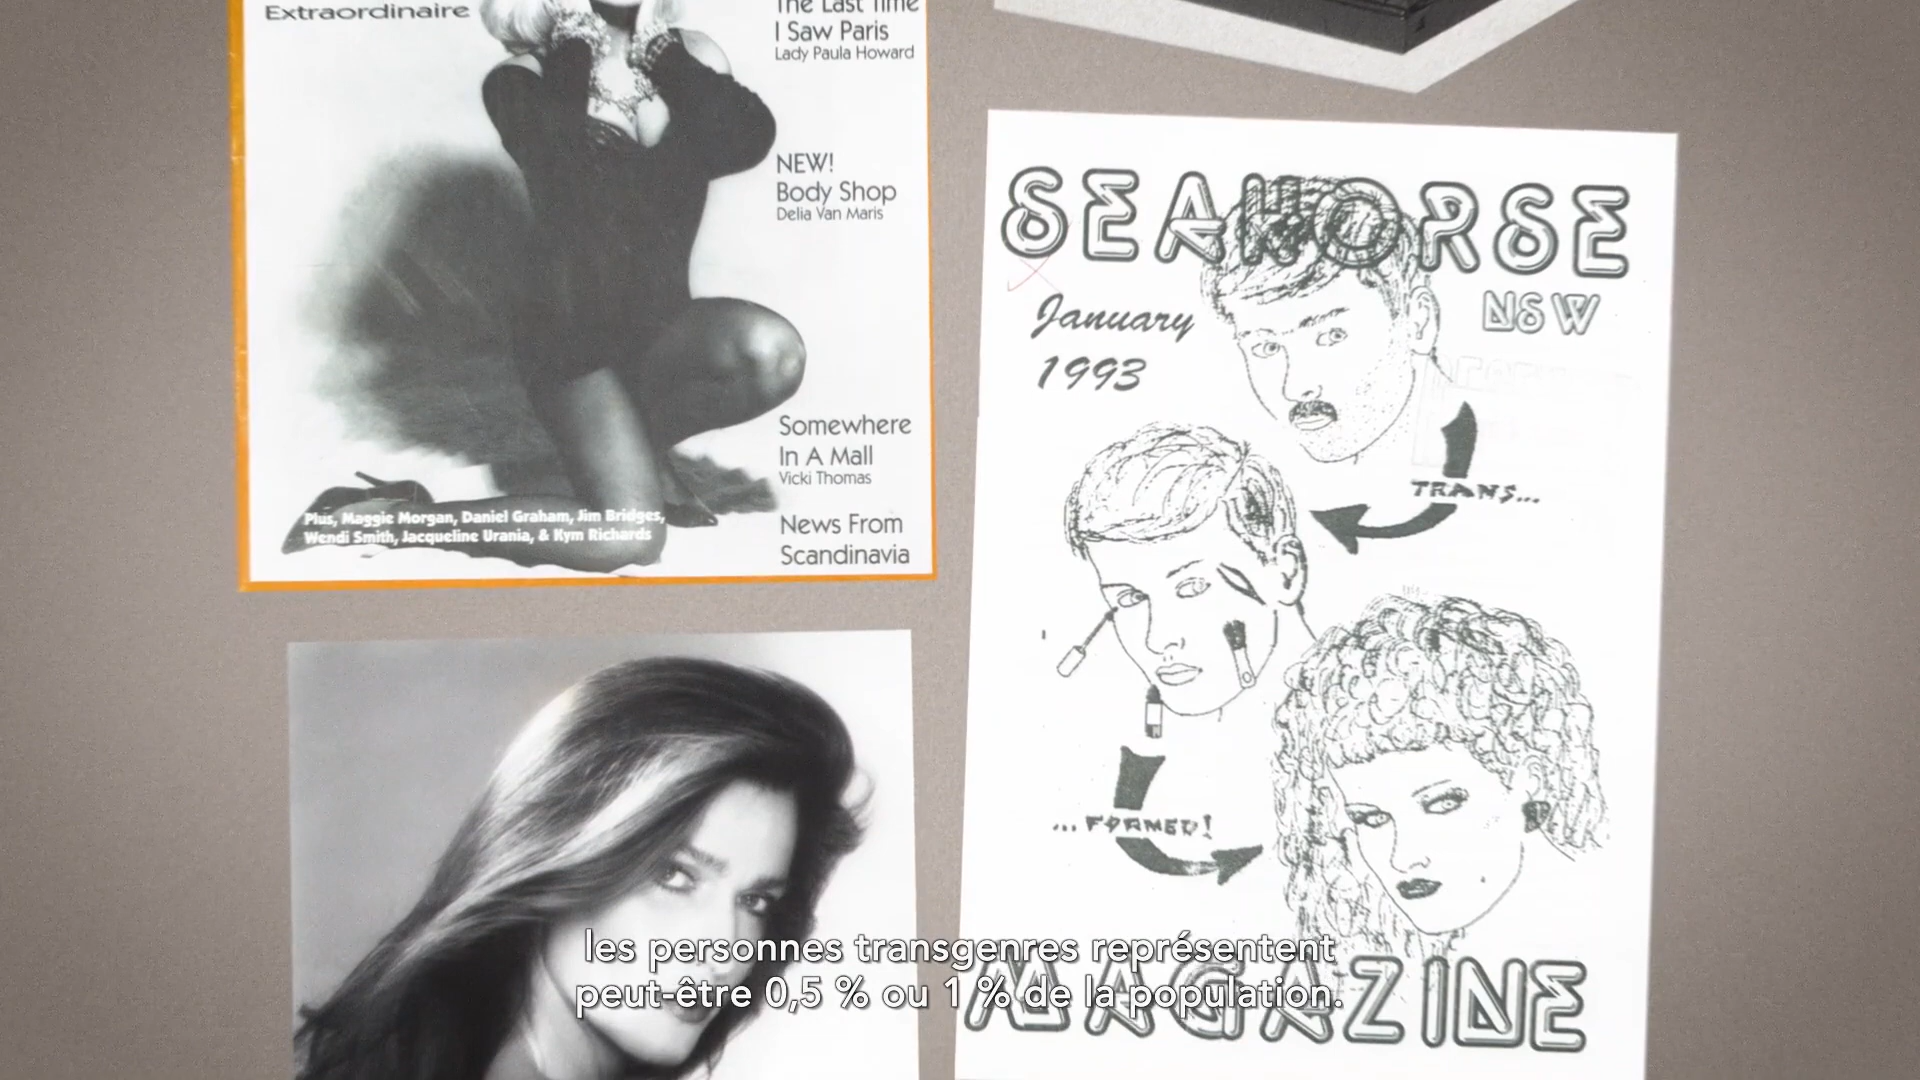 Extraordinaire
The Last Time
I Saw Paris
Lady Paula Howard
NEW!
Body Shop
Delia Van Maris
Somewhere
In A Mall
Vicki Thomas
News From
Scandinavia
Plus, Maggie Morgan, Daniel Graham, Jim Bridges,
Wendi Smith, Jacqueline Urania, & Kym Richards
SEAHORSE
NSW
January
1993
TRANS...
...FORMED!
MAGAZINE
les personnes transgenres représentent
peut-être 0,5 % ou 1 % de la population.